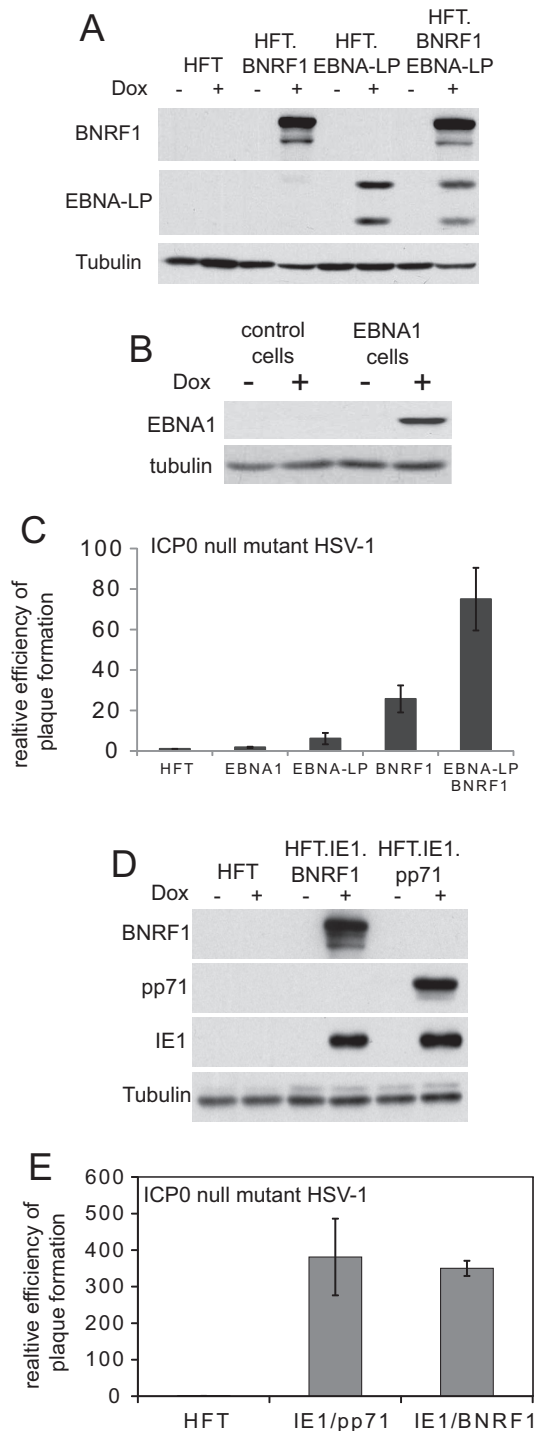 A
HFT HFT.BNRF1 HFT.EBNA-LP HFT.BNRF1 EBNA-LP
Dox - + - + - + - +
BNRF1
EBNA-LP
Tubulin
B
control cells EBNA1 cells
Dox - + - +
EBNA1
tubulin
C
ICP0 null mutant HSV-1
realtive efficiency of
plaque formation
100
80
60
40
20
0
HFT EBNA1 EBNA-LP BNRF1 EBNA-LP BNRF1
D
HFT HFT.IE1.BNRF1 HFT.IE1.pp71
Dox - + - + - +
BNRF1
pp71
IE1
Tubulin
E
ICP0 null mutant HSV-1
realtive efficiency of
plaque formation
600
500
400
300
200
100
0
HFT IE1/pp71 IE1/BNRF1